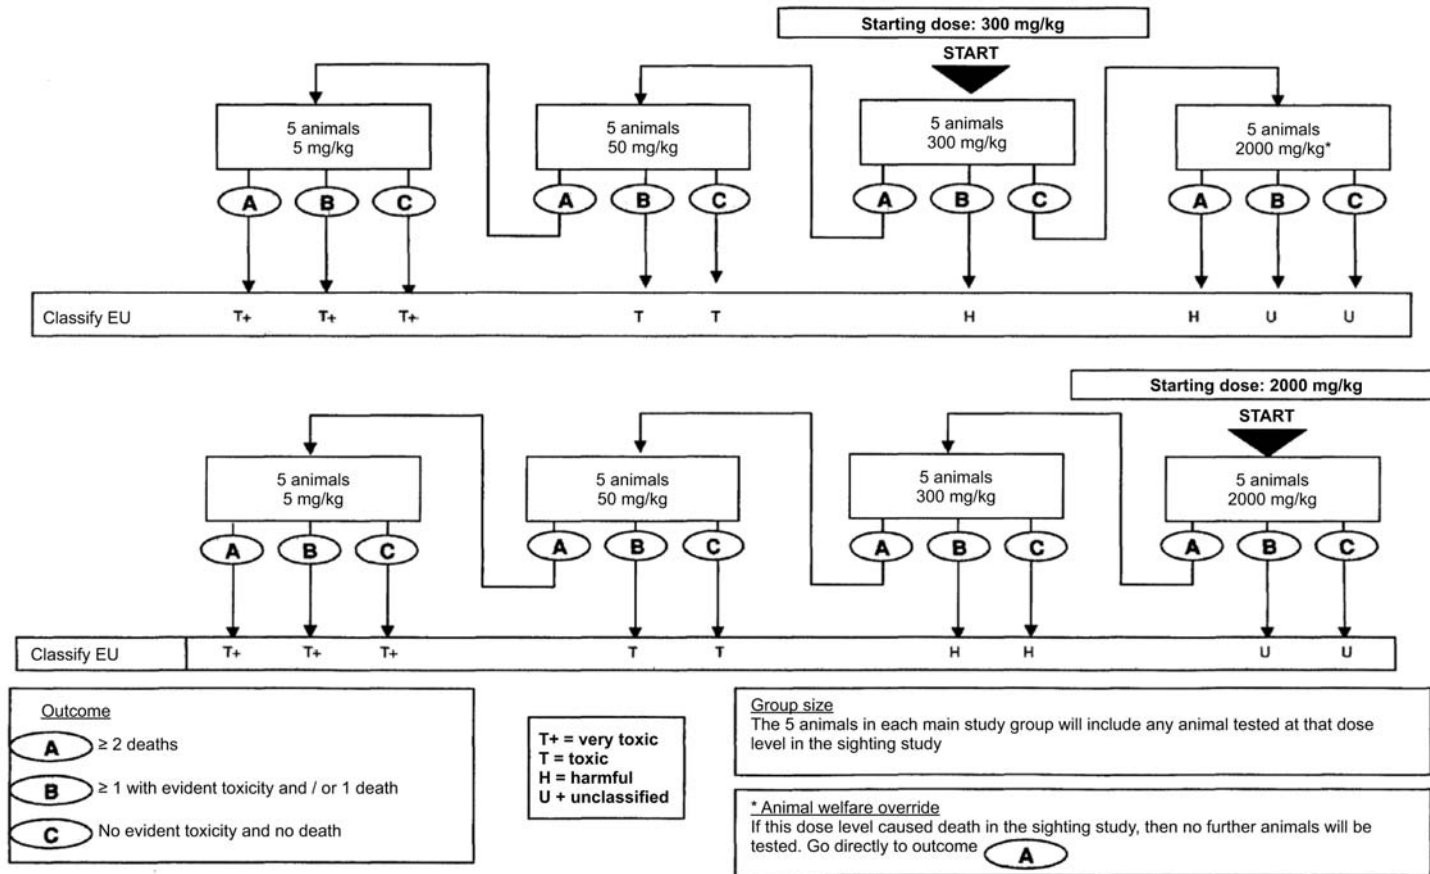 Starting dose: 300 mg/kg
START
5 animals
5 mg/kg
5 animals
50 mg/kg
5 animals
300 mg/kg
5 animals
2000 mg/kg*
A B C A B C A B C A B C
Classify EU T+ T+ T+ T T H H U U
Starting dose: 2000 mg/kg
START
5 animals
5 mg/kg
5 animals
50 mg/kg
5 animals
300 mg/kg
5 animals
2000 mg/kg
A B C A B C A B C A B C
Classify EU T+ T+ T+ T T H H U U
Outcome
A ≥ 2 deaths
B ≥ 1 with evident toxicity and / or 1 death
C No evident toxicity and no death
T+ = very toxic
T = toxic
H = harmful
U + unclassified
Group size
The 5 animals in each main study group will include any animal tested at that dose
level in the sighting study
* Animal welfare override
If this dose level caused death in the sighting study, then no further animals will be
tested. Go directly to outcome A